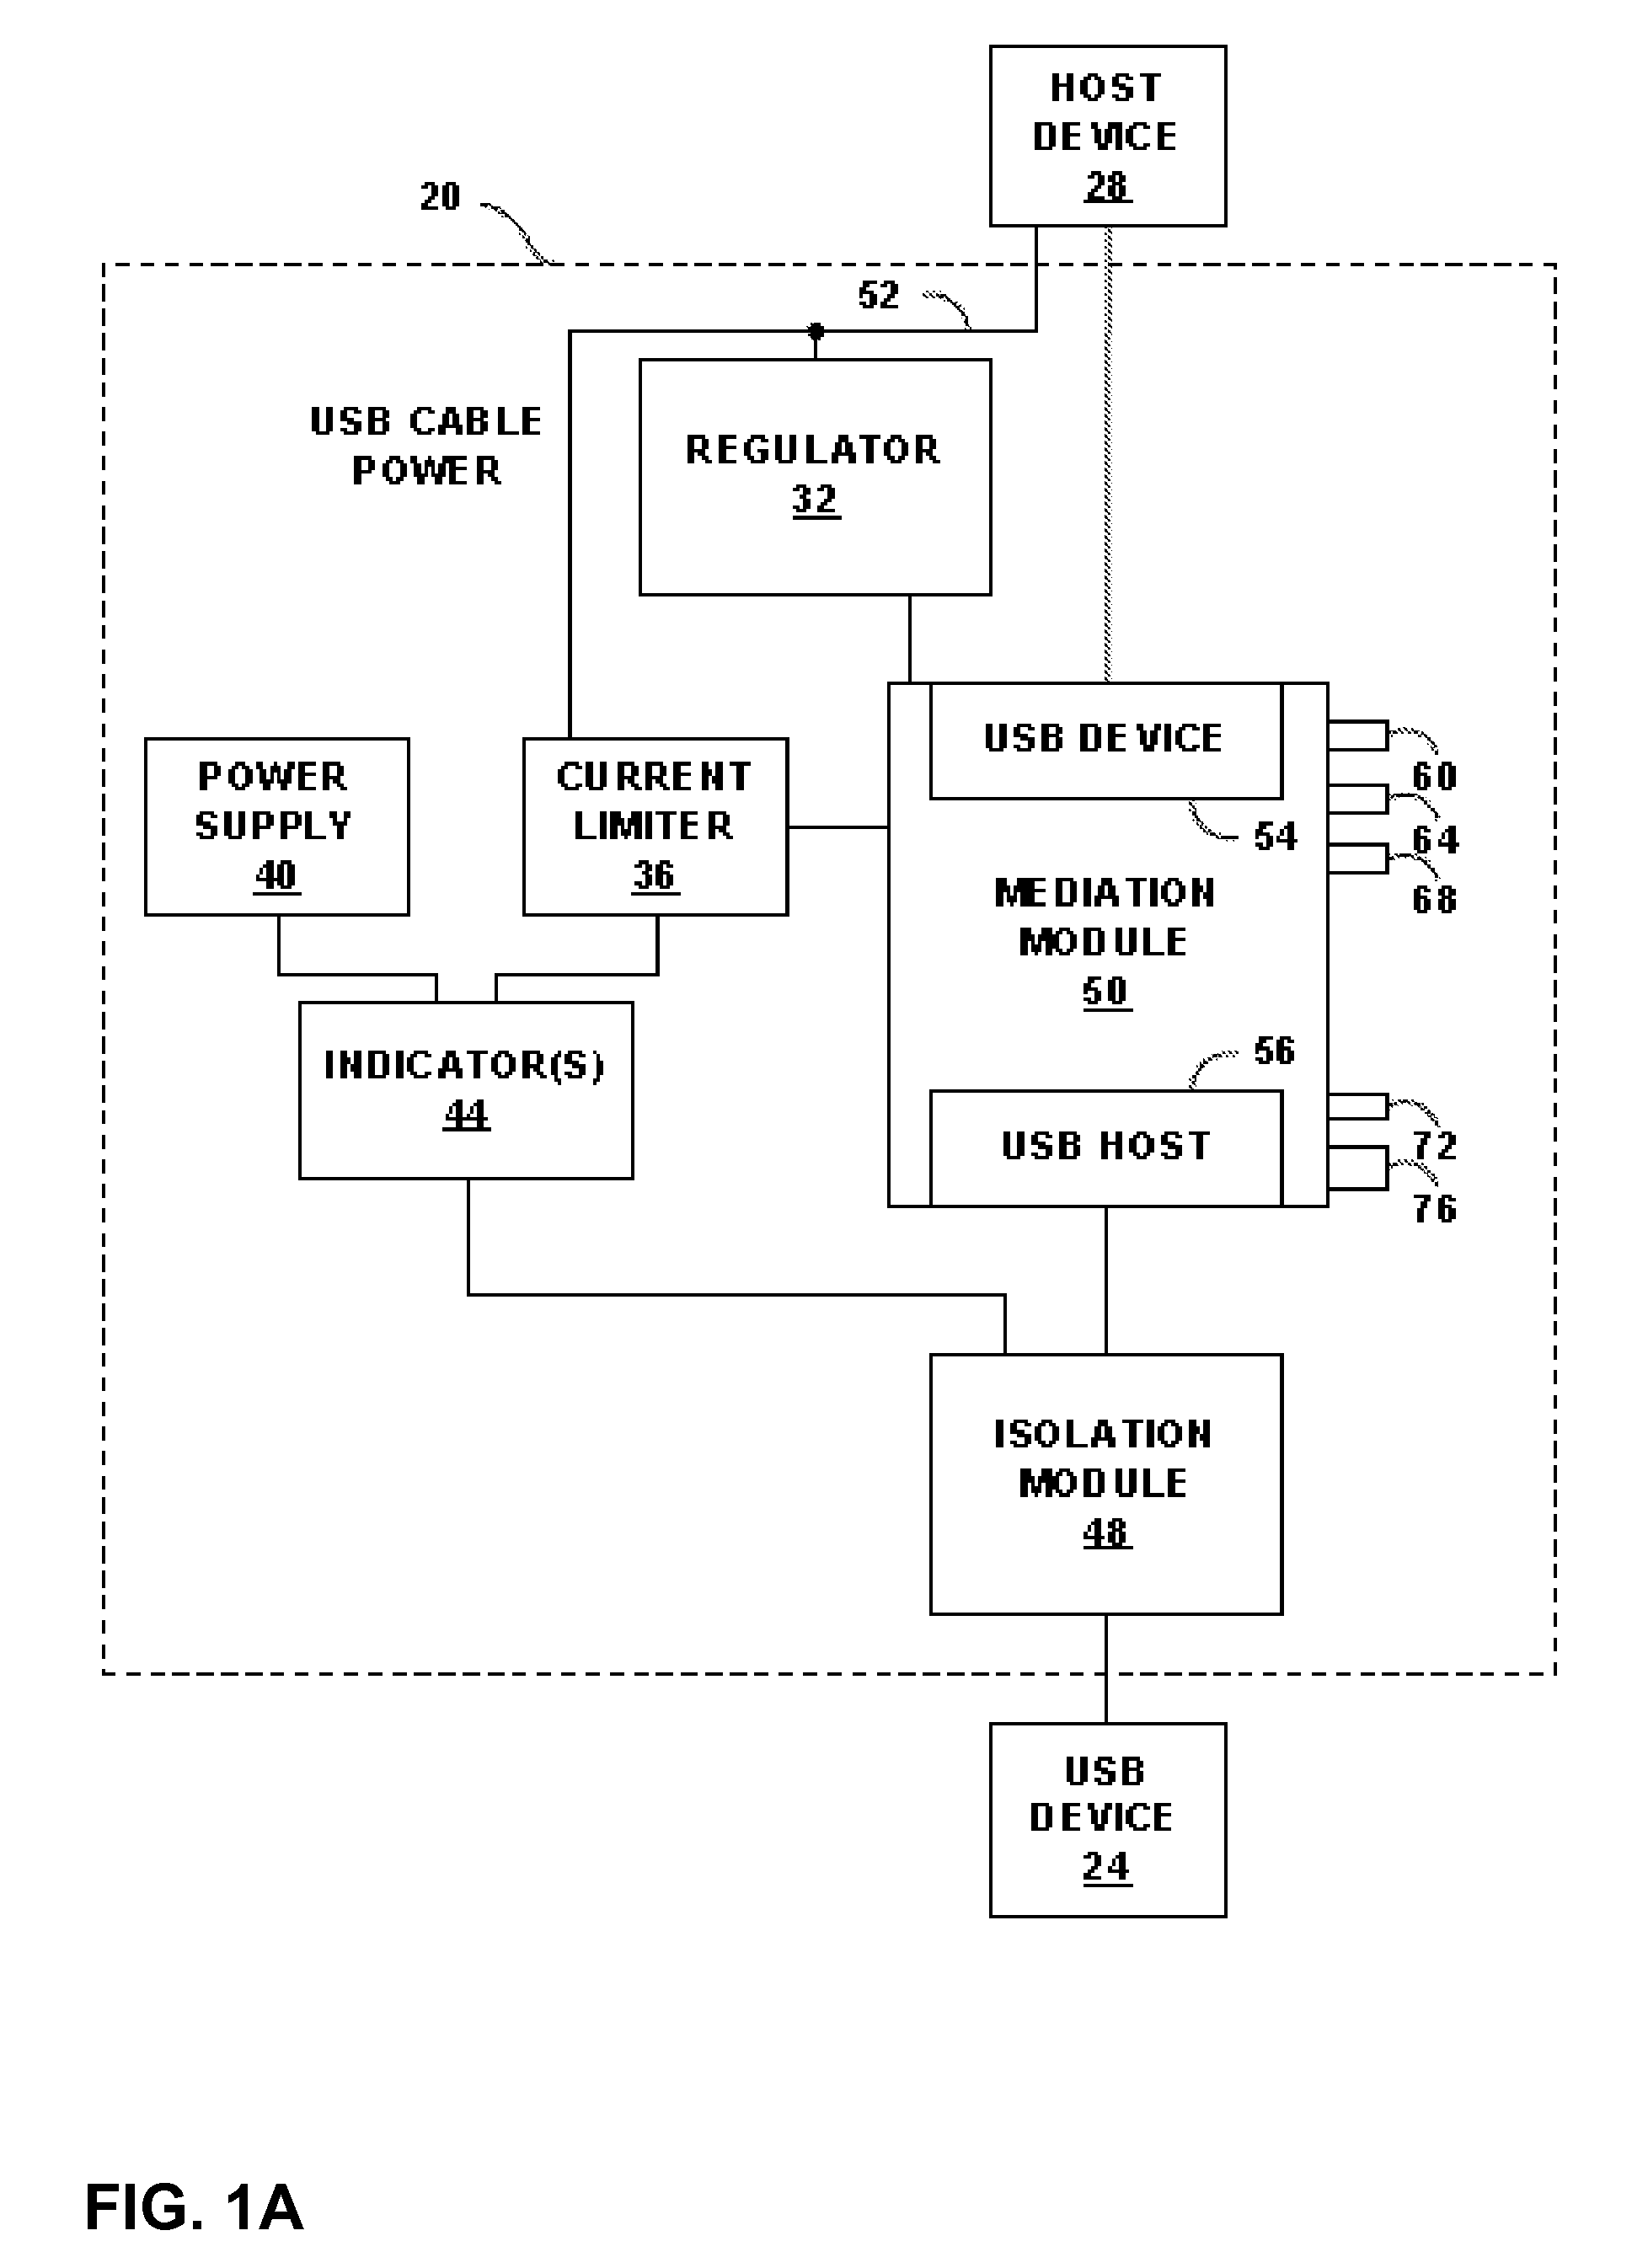 HOST
DEVICE
28
20
52
USB CABLE
POWER
REGULATOR
32
POWER
SUPPLY
40
CURRENT
LIMITER
36
USB DEVICE
54
MEDIATION
MODULE
50
60
64
68
INDICATOR(S)
44
56
USB HOST
72
76
ISOLATION
MODULE
48
USB
DEVICE
24
FIG. 1A